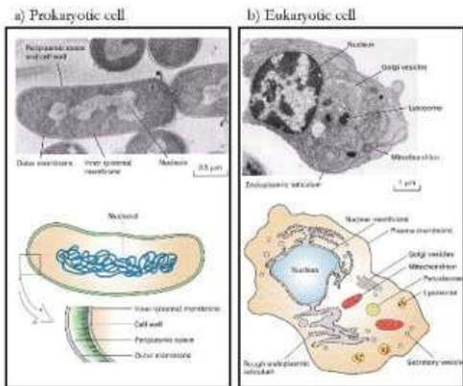 a) Prokaryotic cell
Periplasmic space
and cell wall
Outer membrane
Inner (plasma)
membrane
Nucleoid
0.5 µm
Nucleoid
Inner (plasma) membrane
Cell wall
Periplasmic space
Outer membrane
b) Eukaryotic cell
Nucleus
Golgi vesicles
Lysosome
Mitochondrion
Endoplasmic reticulum
1 µm
Nuclear membrane
Plasma membrane
Golgi vesicles
Mitochondrion
Peroxisome
Lysosome
Nucleus
Rough endoplasmic
reticulum
Secretory vesicle